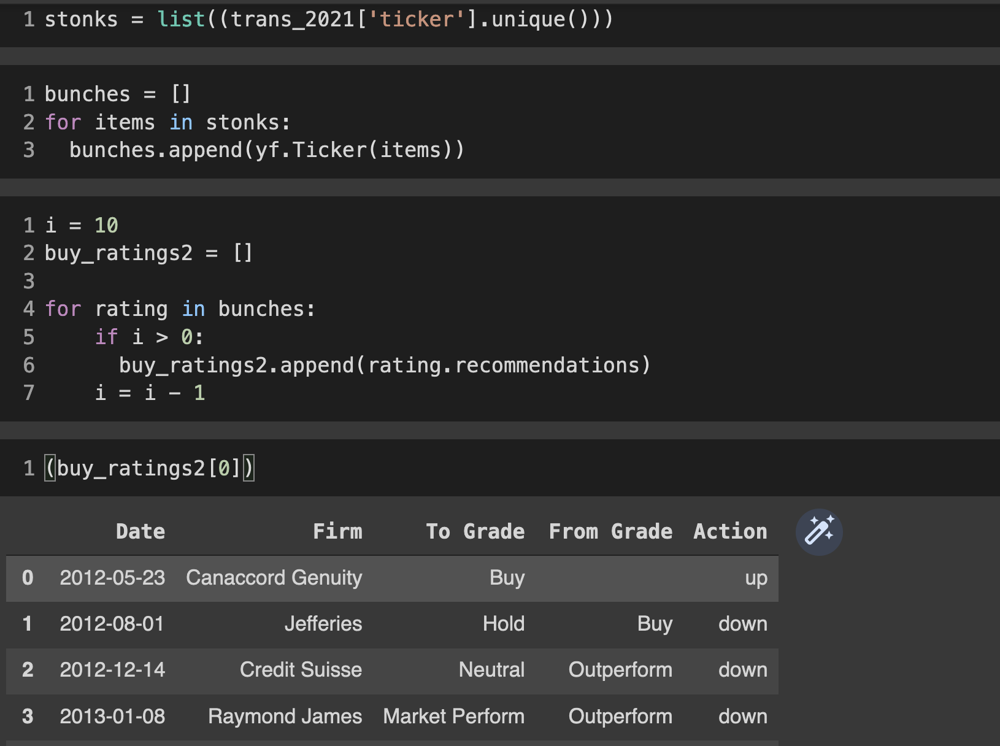 1 stonks = list((trans_2021['ticker'].unique()))
1 bunches = []
2 for items in stonks:
3   bunches.append(yf.Ticker(items))
1 i = 10
2 buy_ratings2 = []
3
4 for rating in bunches:
5     if i > 0:
6       buy_ratings2.append(rating.recommendations)
7     i = i - 1
1 (buy_ratings2[0])
Date Firm To Grade From Grade Action
0 2012-05-23 Canaccord Genuity Buy up
1 2012-08-01 Jefferies Hold Buy down
2 2012-12-14 Credit Suisse Neutral Outperform down
3 2013-01-08 Raymond James Market Perform Outperform down